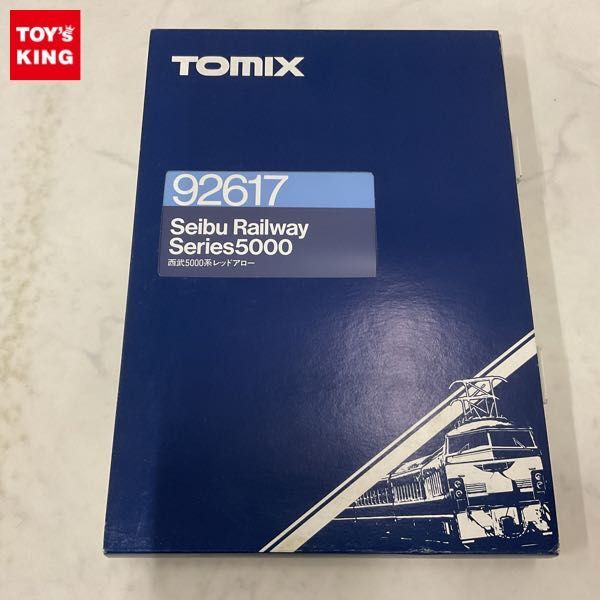 TOY's
KING
TOMIX
92617
Seibu Railway
Series5000
西武5000系レッドアロー